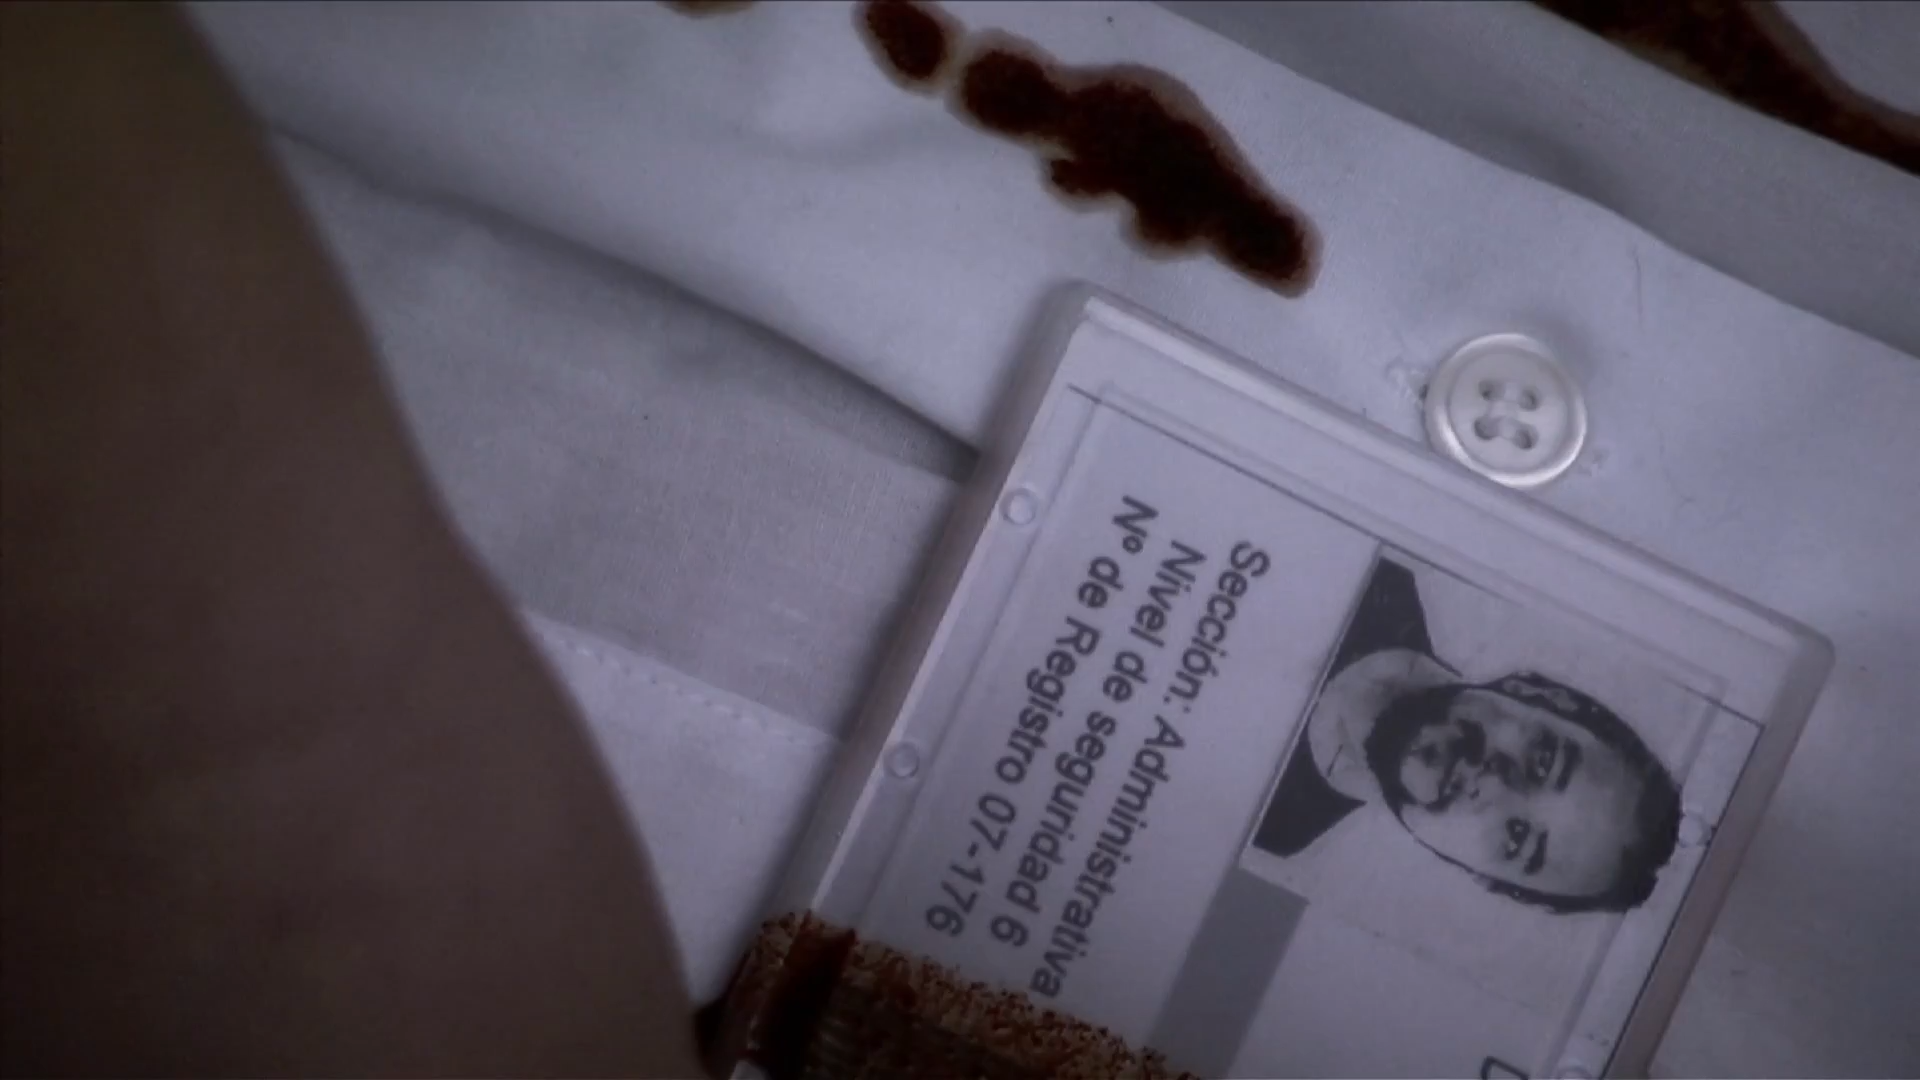 Sección: Administrativa
Nivel de seguridad 6
Nº de Registro 07-176